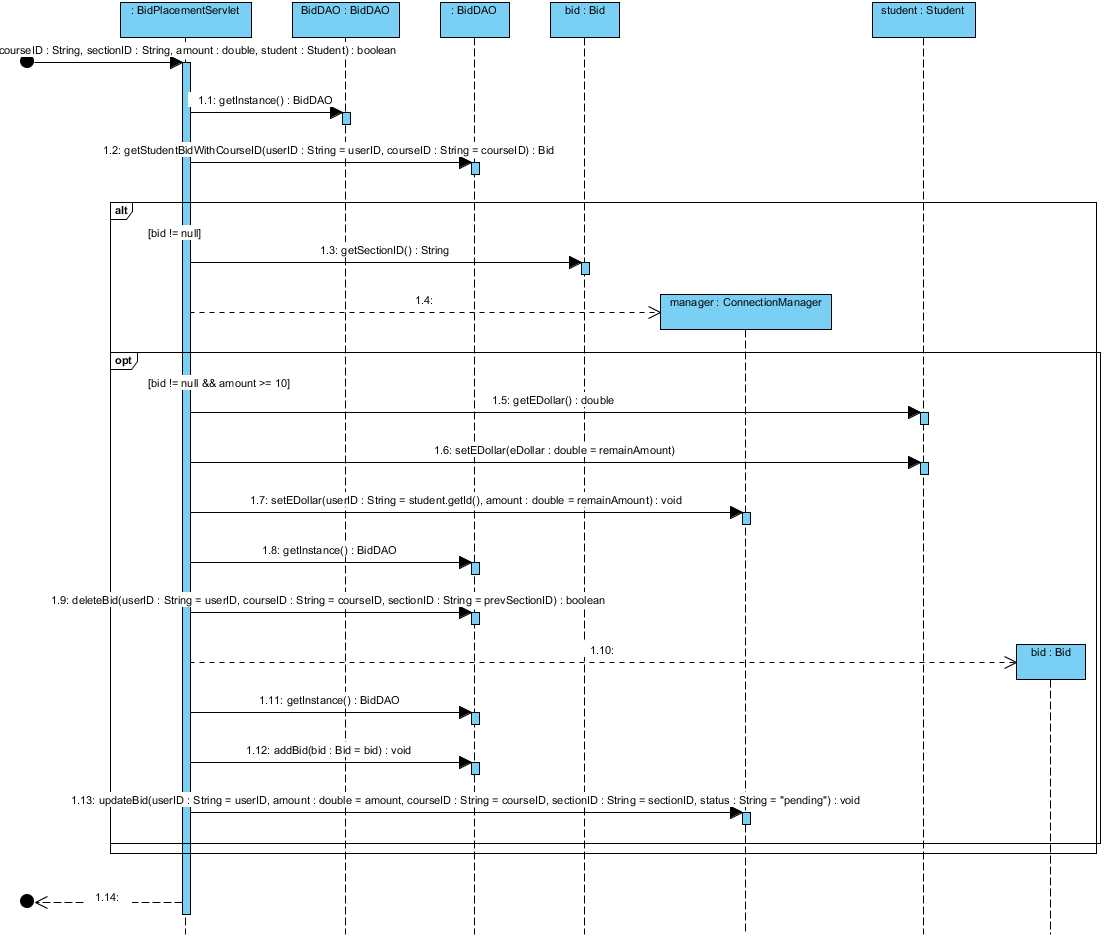 : BidPlacementServlet
BidDAO : BidDAO
: BidDAO
bid : Bid
student : Student
courseID : String, sectionID : String, amount : double, student : Student) : boolean
1.1: getInstance() : BidDAO
1.2: getStudentBidWithCourseID(userID : String = userID, courseID : String = courseID) : Bid
alt
[bid != null]
1.3: getSectionID() : String
1.4:
manager : ConnectionManager
opt
[bid != null && amount >= 10]
1.5: getEDollar() : double
1.6: setEDollar(eDollar : double = remainAmount)
1.7: setEDollar(userID : String = student.getId(), amount : double = remainAmount) : void
1.8: getInstance() : BidDAO
1.9: deleteBid(userID : String = userID, courseID : String = courseID, sectionID : String = prevSectionID) : boolean
1.10:
bid : Bid
1.11: getInstance() : BidDAO
1.12: addBid(bid : Bid = bid) : void
1.13: updateBid(userID : String = userID, amount : double = amount, courseID : String = courseID, sectionID : String = sectionID, status : String = "pending") : void
1.14: